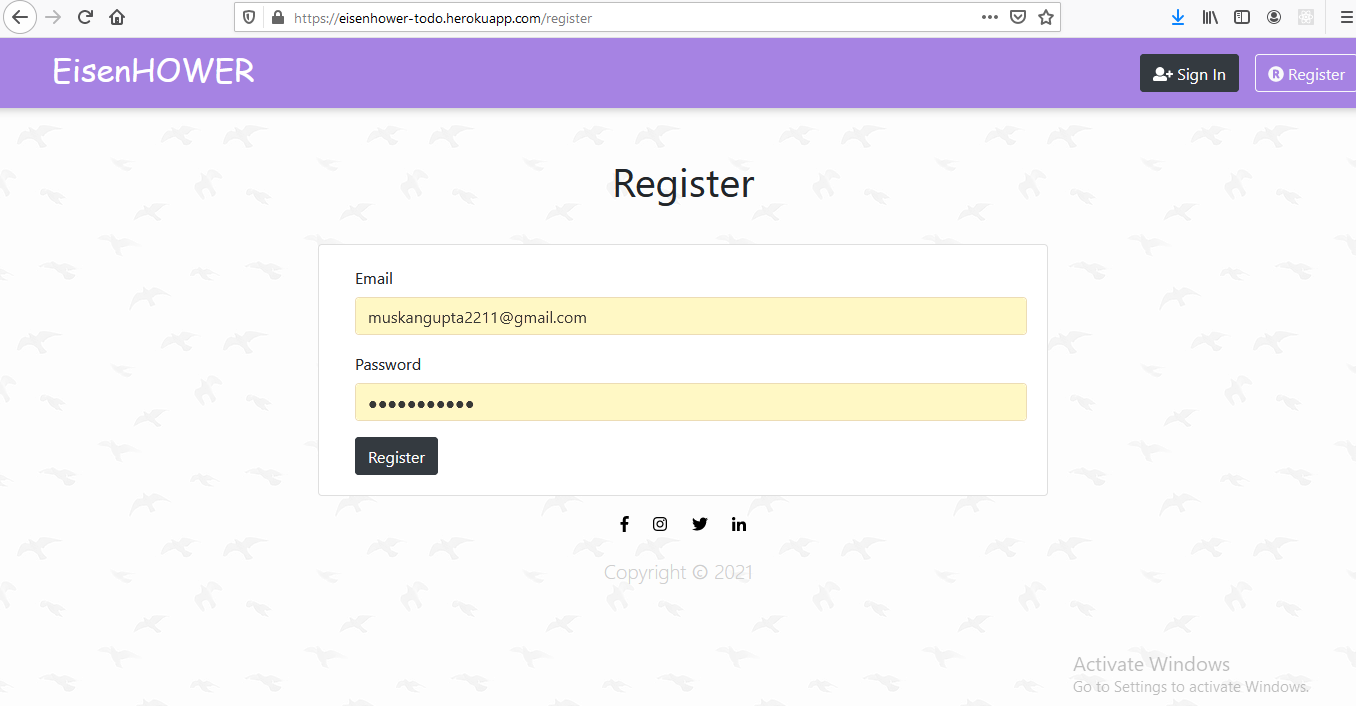 https://eisenhower-todo.herokuapp.com/register
EisenHOWER
Sign In
R Register
Register
Email
muskangupta2211@gmail.com
Password
Register
Copyright © 2021
Activate Windows
Go to Settings to activate Windows.